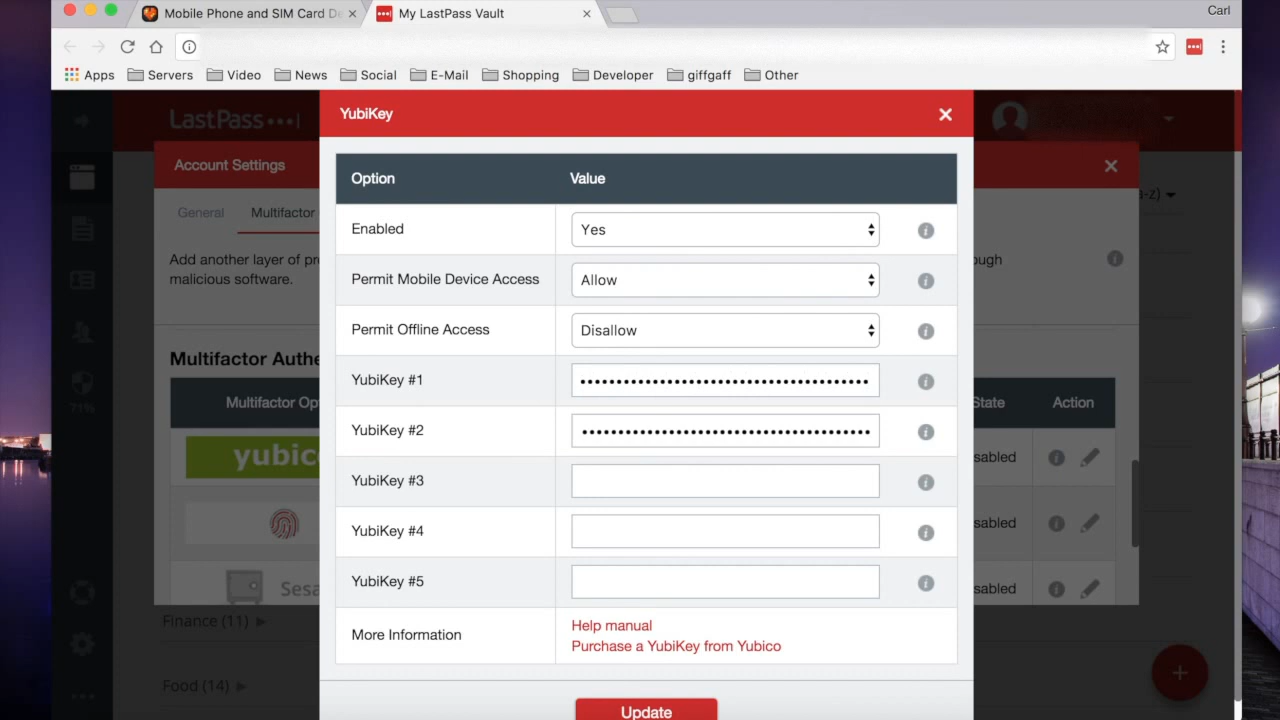 Mobile Phone and SIM Card De
My LastPass Vault
Carl
Apps Servers Video News Social E-Mail Shopping Developer giffgaff Other
LastPass
YubiKey
Account Settings
Option Value
-z)
General Multifactor
Enabled Yes
Add another layer of pr
ough
malicious software.
Permit Mobile Device Access Allow
Permit Offline Access Disallow
Multifactor Authe
YubiKey #1
71%
Multifactor Op
State Action
YubiKey #2
yubic
sabled
YubiKey #3
sabled
YubiKey #4
Sesa
YubiKey #5
sabled
Finance (11)
More Information Help manual
Purchase a YubiKey from Yubico
Food (14)
Update